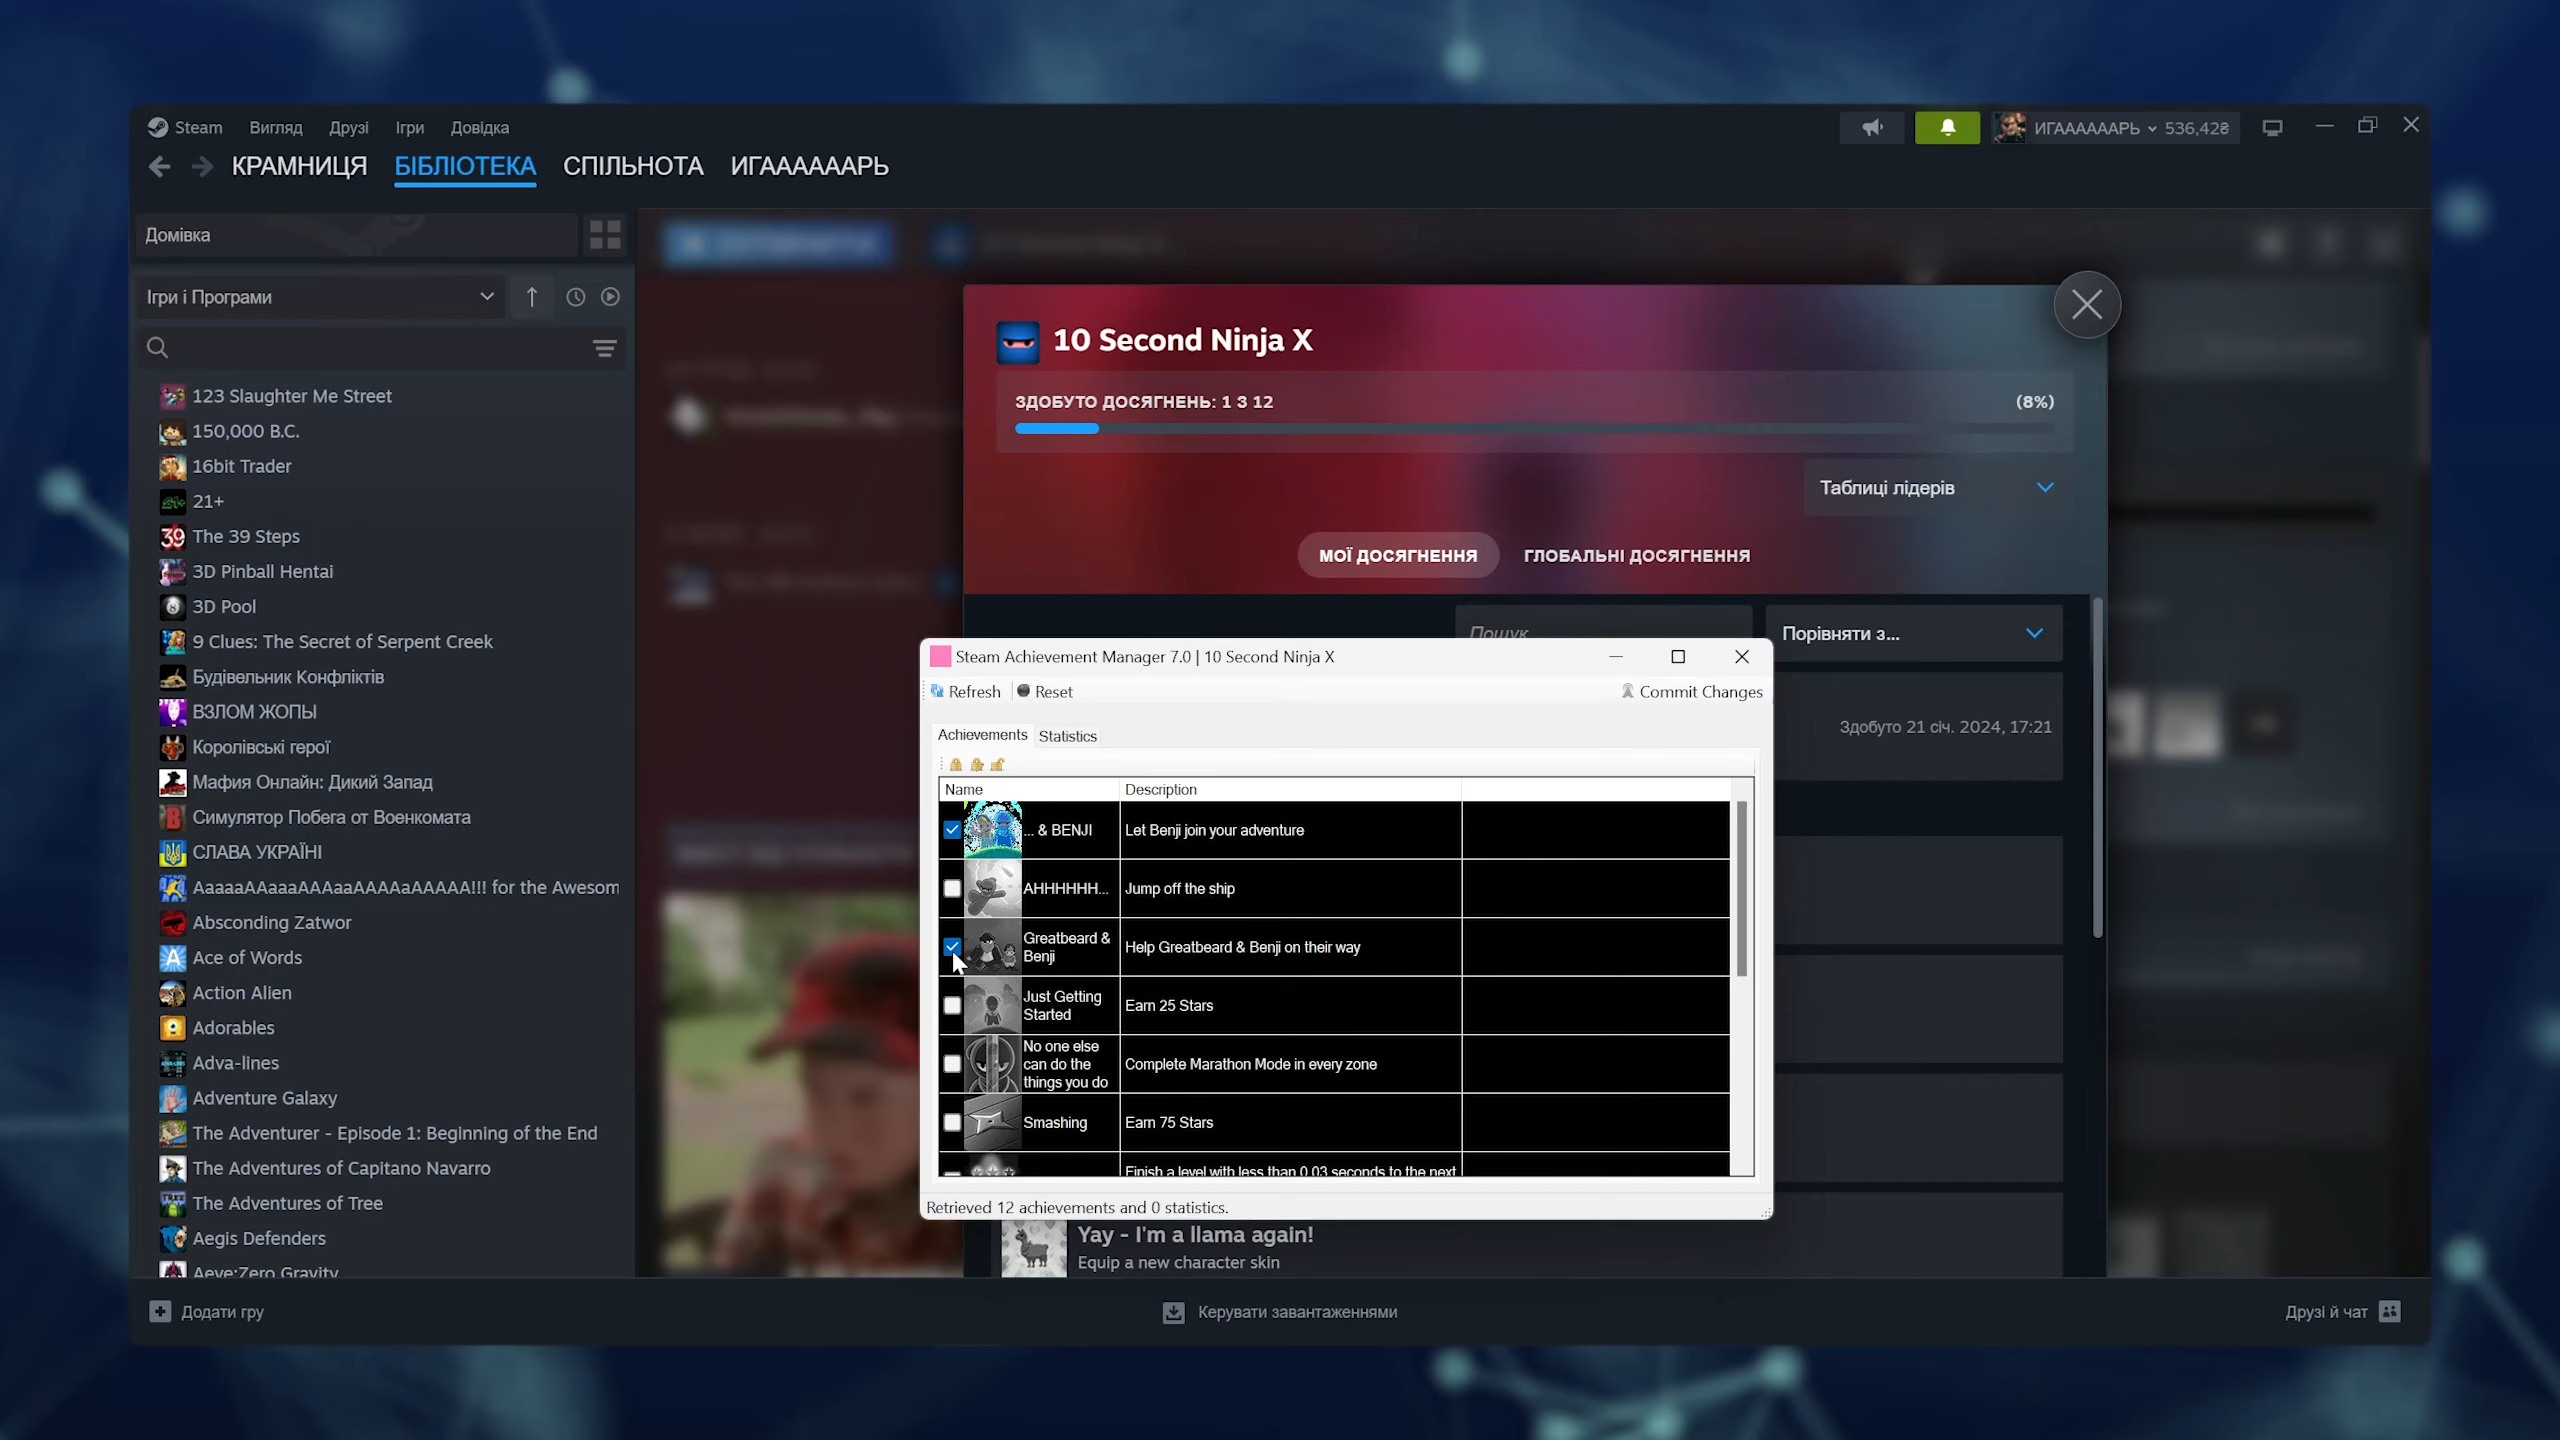 Steam Вигляд Друзі Ігри Довідка
ИГАААААARЬ 536,42₴
КРАМНИЦЯ БІБЛІОТЕКА СПІЛЬНОТА ИГААААААРЬ
Домівка
Ігри і Програми
123 Slaughter Me Street
150,000 B.C.
16bit Trader
21+
The 39 Steps
3D Pinball Hentai
3D Pool
9 Clues: The Secret of Serpent Creek
Будівельник Конфліктів
ВЗЛОМ ЖОПЫ
Королівські герої
Мафия Онлайн: Дикий Запад
Симулятор Побега от Военкомата
СЛАВА УКРАЇНІ
AaaaaAAaaaAAAaaAAAAaAAAAA!!! for the Awesom
Absconding Zatwor
Ace of Words
Action Alien
Adorables
Adva-lines
Adventure Galaxy
The Adventurer - Episode 1: Beginning of the End
The Adventures of Capitano Navarro
The Adventures of Tree
Aegis Defenders
Aeve:Zero Gravity
10 Second Ninja X
ЗДОБУТО ДОСЯГНЕНЬ: 1 З 12 (8%)
Таблиці лідерів
МОЇ ДОСЯГНЕННЯ ГЛОБАЛЬНІ ДОСЯГНЕННЯ
Пошук
Порівняти з...
Здобуто 21 січ. 2024, 17:21
Steam Achievement Manager 7.0 | 10 Second Ninja X
Refresh Reset Commit Changes
Achievements Statistics
Name Description
... & BENJI Let Benji join your adventure
AHHHHHH... Jump off the ship
Greatbeard &
Benji
Help Greatbeard & Benji on their way
Just Getting
Started
Earn 25 Stars
No one else
can do the
things you do
Complete Marathon Mode in every zone
Smashing Earn 75 Stars
Finish a level with less than 0.03 seconds to the next
Retrieved 12 achievements and 0 statistics.
Yay - I'm a llama again!
Equip a new character skin
Додати гру
Керувати завантаженнями
Друзі й чат